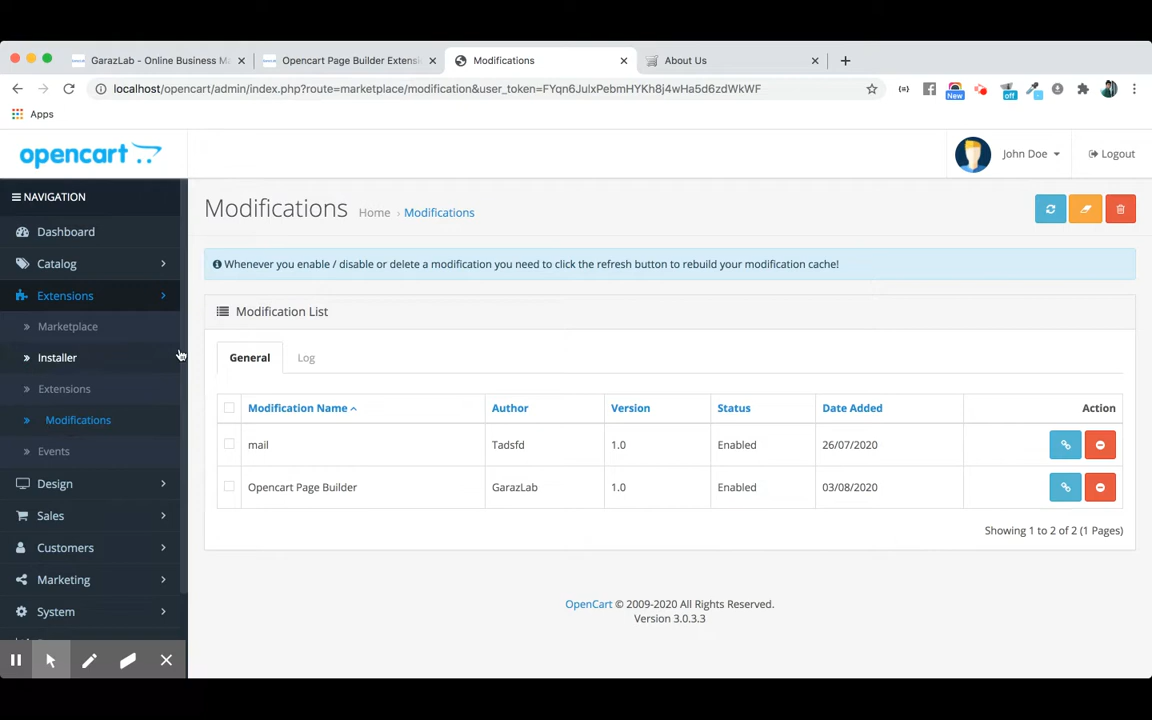 GarazLab - Online Business Ma
Opencart Page Builder Extensi
Modifications
About Us
localhost/opencart/admin/index.php?route=marketplace/modification&user_token=FYqn6JulxPebmHYKh8j4wHa5d6zdWkWF
New
off
Apps
opencart
John Doe
Logout
NAVIGATION
Dashboard
Catalog
Extensions
Marketplace
Installer
Extensions
Modifications
Events
Design
Sales
Customers
Marketing
System
Modifications
Home › Modifications
Whenever you enable / disable or delete a modification you need to click the refresh button to rebuild your modification cache!
Modification List
General
Log
Modification Name Author Version Status Date Added Action
mail Tadsfd 1.0 Enabled 26/07/2020
Opencart Page Builder GarazLab 1.0 Enabled 03/08/2020
Showing 1 to 2 of 2 (1 Pages)
OpenCart © 2009-2020 All Rights Reserved.
Version 3.0.3.3